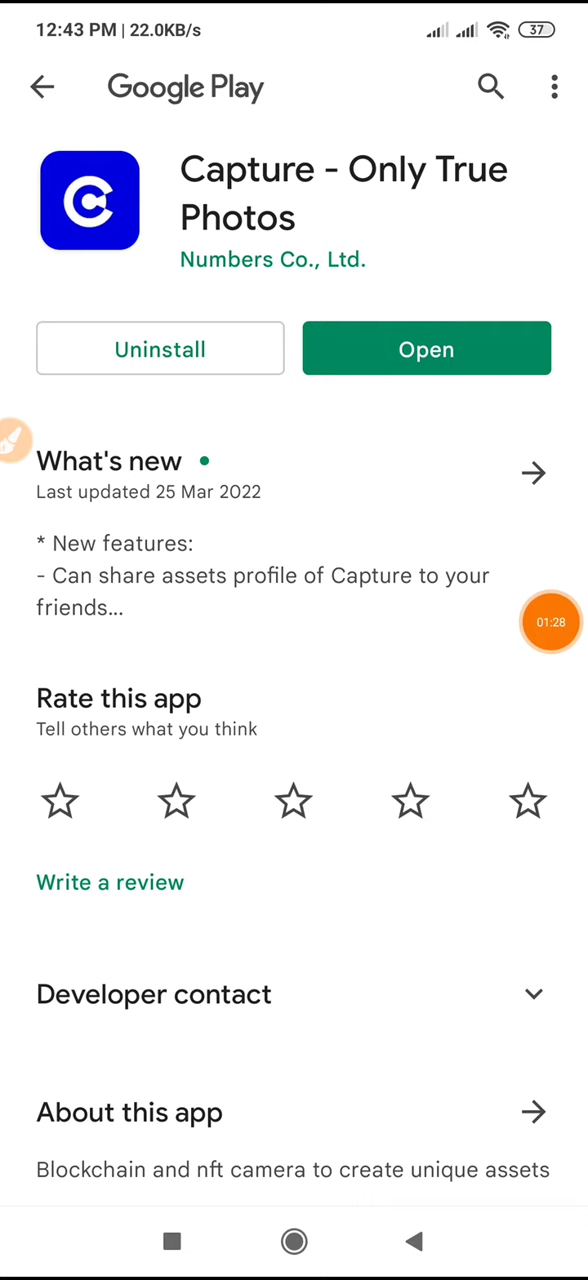 12:43 PM | 22.0KB/s
37
Google Play
Capture - Only True
Photos
Numbers Co., Ltd.
Uninstall
Open
What's new
Last updated 25 Mar 2022
* New features:
- Can share assets profile of Capture to your
friends...
01:28
Rate this app
Tell others what you think
Write a review
Developer contact
About this app
Blockchain and nft camera to create unique assets